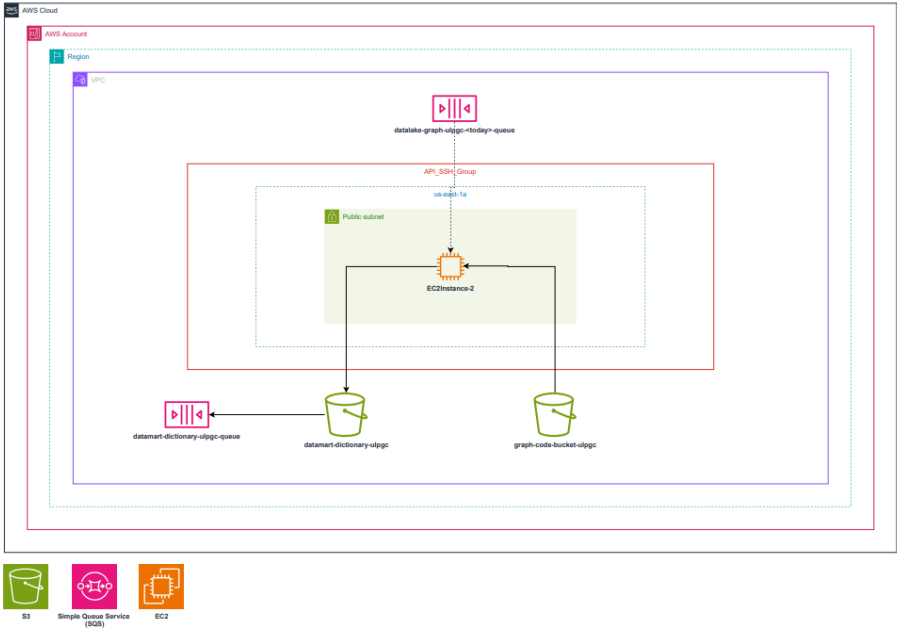 aws
AWS Cloud
AWS Account
Region
VPC
datalake-graph-ulpgc-<today>-queue
API_SSH_Group
us-east-1a
Public subnet
EC2Instance-2
datamart-dictionary-ulpgc-queue
datamart-dictionary-ulpgc
graph-code-bucket-ulpgc
S3
Simple Queue Service
(SQS)
EC2